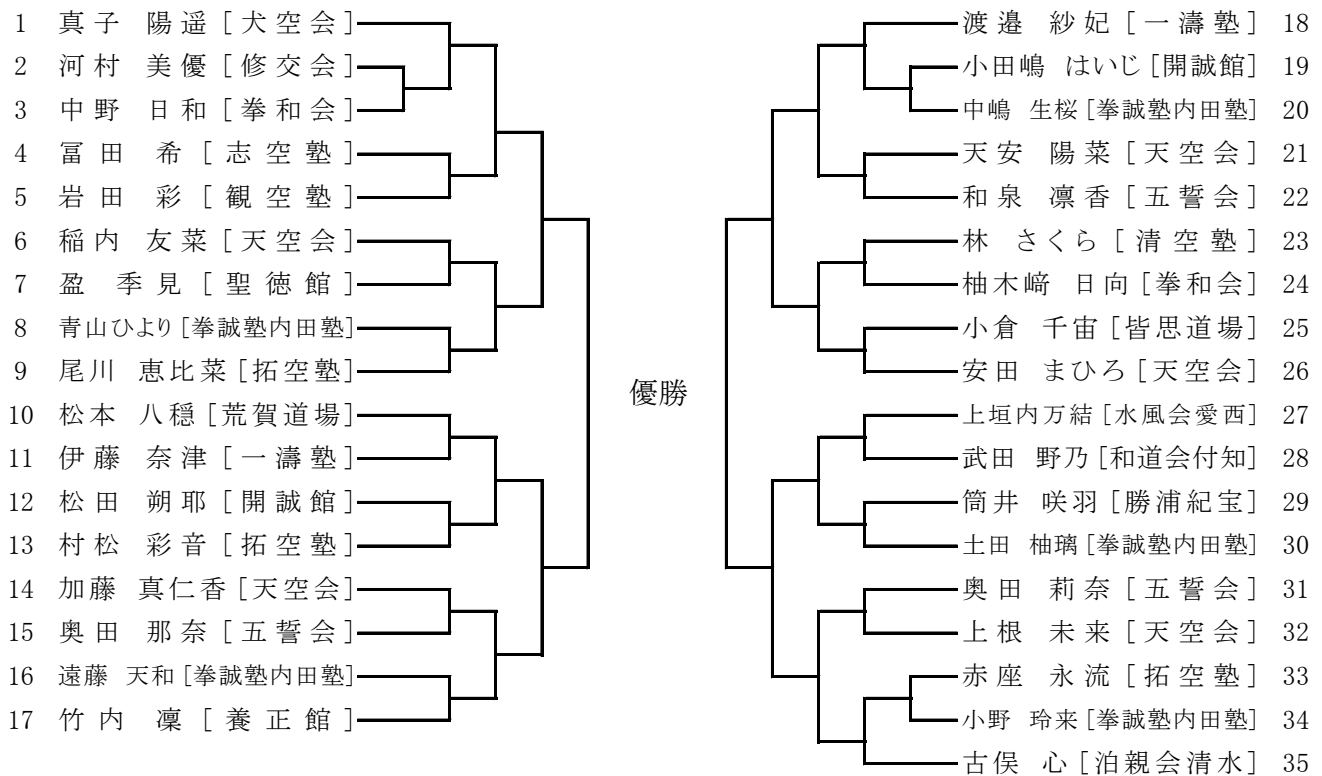 1 真子 陽遥 [犬空会]
2 河村 美優 [修交会]
3 中野 日和 [拳和会]
4 冨田 希 [志空塾]
5 岩田 彩 [観空塾]
6 稲内 友菜 [天空会]
7 盈 季見 [聖徳館]
8 青山ひより [拳誠塾内田塾]
9 尾川 恵比菜 [拓空塾]
10 松本 八穏 [荒賀道場]
11 伊藤 奈津 [一濤塾]
12 松田 朔耶 [開誠館]
13 村松 彩音 [拓空塾]
14 加藤 真仁香 [天空会]
15 奥田 那奈 [五誓会]
16 遠藤 天和 [拳誠塾内田塾]
17 竹内 凜 [養正館]
優勝
渡邉 紗妃 [一濤塾] 18
小田嶋 はいじ [開誠館] 19
中嶋 生桜 [拳誠塾内田塾] 20
天安 陽菜 [天空会] 21
和泉 凛香 [五誓会] 22
林 さくら [清空塾] 23
柚木﨑 日向 [拳和会] 24
小倉 千宙 [皆思道場] 25
安田 まひろ [天空会] 26
上垣内万結 [水風会愛西] 27
武田 野乃 [和道会付知] 28
筒井 咲羽 [勝浦紀宝] 29
土田 柚璃 [拳誠塾内田塾] 30
奥田 莉奈 [五誓会] 31
上根 未来 [天空会] 32
赤座 永流 [拓空塾] 33
小野 玲来 [拳誠塾内田塾] 34
古俣 心 [泊親会清水] 35